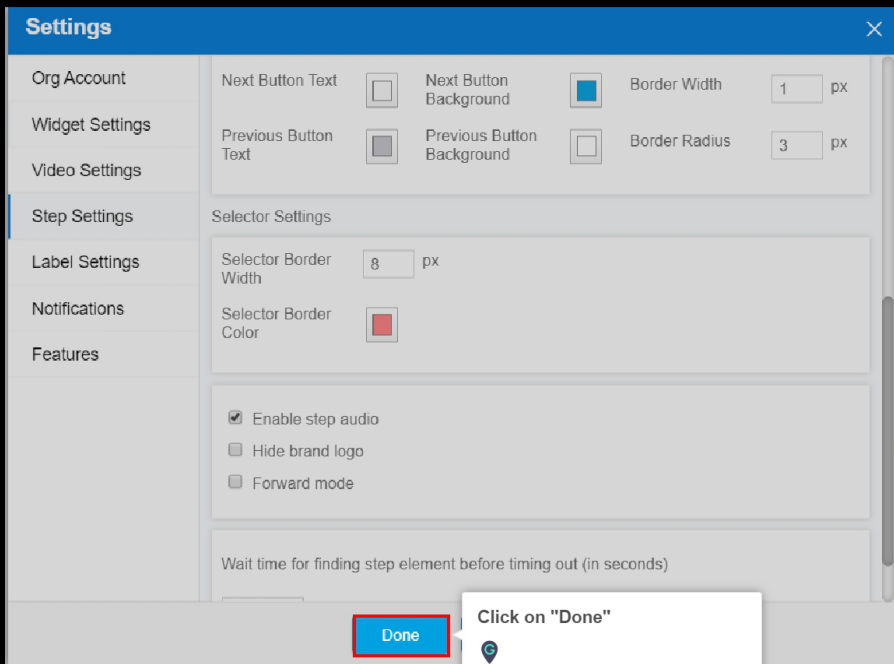 Settings
Org Account
Widget Settings
Video Settings
Step Settings
Label Settings
Notifications
Features
Next Button Text
Next Button
Background
Border Width
1
px
Previous Button
Text
Previous Button
Background
Border Radius
3
px
Selector Settings
Selector Border
Width
8
px
Selector Border
Color
Enable step audio
Hide brand logo
Forward mode
Wait time for finding step element before timing out (in seconds)
Done
Click on "Done"
G